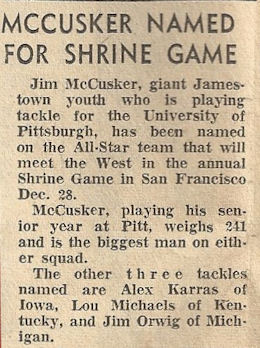 MCCUSKER NAMED
FOR SHRINE GAME
Jim McCusker, giant James-
town youth who is playing
tackle for the University of
Pittsburgh, has been named
on the All-Star team that will
meet the West in the annual
Shrine Game in San Francisco
Dec. 28.
McCusker, playing his sen-
ior year at Pitt, weighs 241
and is the biggest man on eith-
er squad.
The other three tackles
named are Alex Karras of
Iowa, Lou Michaels of Ken-
tucky, and Jim Orwig of Mich-
igan.